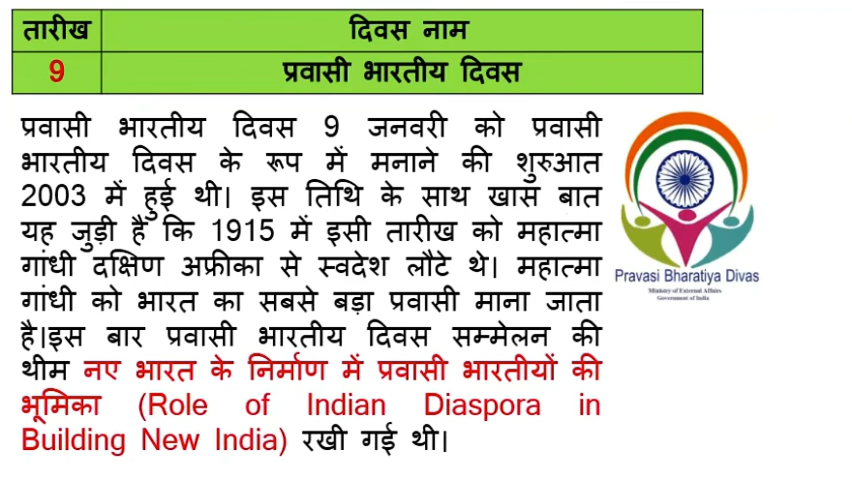 तारीख दिवस नाम
9 प्रवासी भारतीय दिवस
प्रवासी भारतीय दिवस 9 जनवरी को प्रवासी
भारतीय दिवस के रूप में मनाने की शुरुआत
2003 में हुई थी। इस तिथि के साथ खास बात
यह जुड़ी है कि 1915 में इसी तारीख को महात्मा
गांधी दक्षिण अफ्रीका से स्वदेश लौटे थे। महात्मा
गांधी को भारत का सबसे बड़ा प्रवासी माना जाता
है।इस बार प्रवासी भारतीय दिवस सम्मेलन की
थीम नए भारत के निर्माण में प्रवासी भारतीयों की
भूमिका (Role of Indian Diaspora in
Building New India) रखी गई थी।
Pravasi Bharatiya Divas
Ministry of External Affairs
Government of India